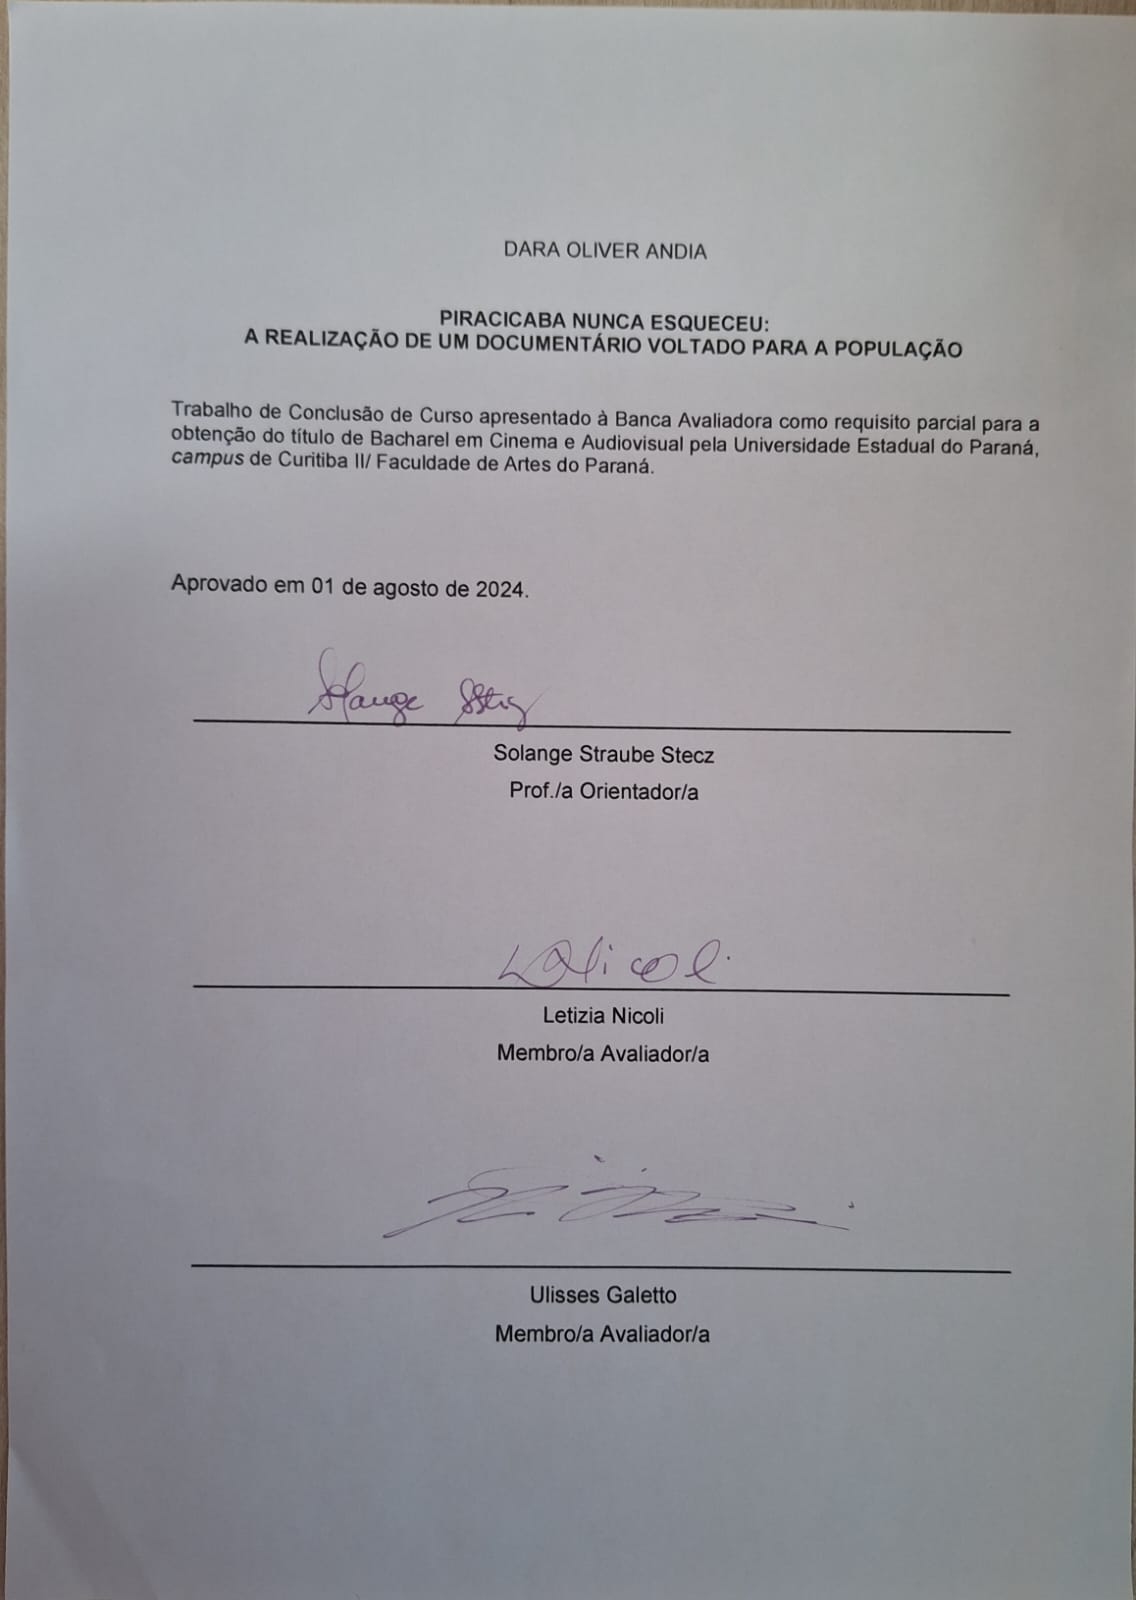 DARA OLIVER ANDIA
PIRACICABA NUNCA ESQUECEU:
A REALIZAÇÃO DE UM DOCUMENTÁRIO VOLTADO PARA A POPULAÇÃO
Trabalho de Conclusão de Curso apresentado à Banca Avaliadora como requisito parcial para a
obtenção do título de Bacharel em Cinema e Audiovisual pela Universidade Estadual do Paraná,
campus de Curitiba II/ Faculdade de Artes do Paraná.
Aprovado em 01 de agosto de 2024.
Solange Stecz
Solange Straube Stecz
Prof./a Orientador/a
LNicoli
Letizia Nicoli
Membro/a Avaliador/a
Ulisses Galetto
Membro/a Avaliador/a